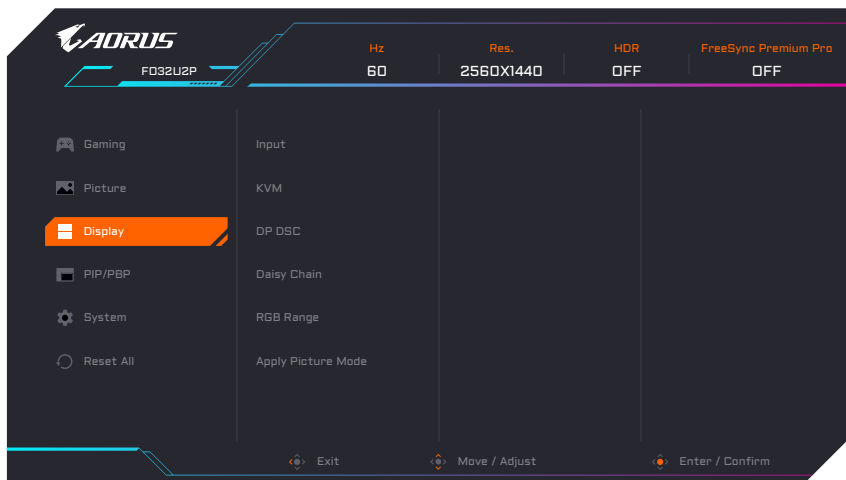 AORUS
FO32U2P
Hz Res. HDR FreeSync Premium Pro
60 2560X1440 OFF OFF
Gaming Input
Picture KVM
Display DP DSC
PIP/PBP Daisy Chain
System RGB Range
Reset All Apply Picture Mode
Exit Move / Adjust Enter / Confirm